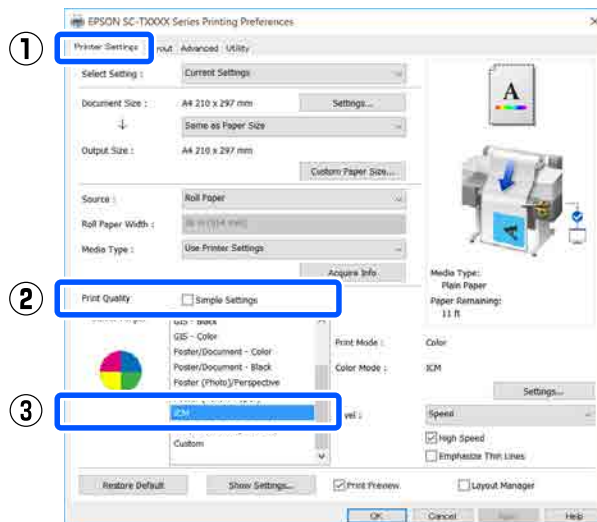 EPSON SC-TXXXX Series Printing Preferences
①
Printer Settings
Advanced
Utility
Select Setting :
Current Settings
Document Size :
A4 210 x 297 mm
Settings...
Same as Paper Size
Output Size :
A4 210 x 297 mm
Custom Paper Size...
Source :
Roll Paper
Roll Paper Width :
Media Type :
Use Printer Settings
Acquire Info
A
Media Type:
Plain Paper
Paper Remaining:
11 ft
②
Print Quality
Simple Settings
GIS - Color
Poster/Document - Color
Poster/Document - Black
Poster (Photo)/Perspective
③
ICM
Custom
Print Mode :
Color
Color Mode :
ICM
Settings...
Speed
High Speed
Emphasize Thin Lines
Restore Default
Show Settings...
Print Preview
Layout Manager
OK
Cancel
Help